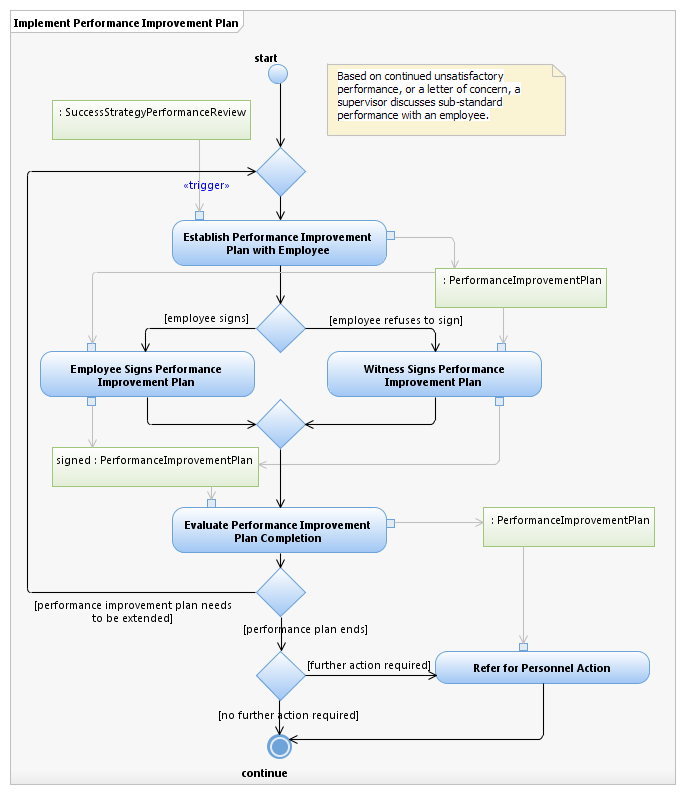 Implement Performance Improvement Plan
start
Based on continued unsatisfactory
performance, or a letter of concern, a
supervisor discusses sub-standard
performance with an employee.
: SuccessStrategyPerformanceReview
«trigger»
Establish Performance Improvement
Plan with Employee
: PerformanceImprovementPlan
[employee signs]
[employee refuses to sign]
Employee Signs Performance
Improvement Plan
Witness Signs Performance
Improvement Plan
signed : PerformanceImprovementPlan
Evaluate Performance Improvement
Plan Completion
: PerformanceImprovementPlan
[performance improvement plan needs
to be extended]
[performance plan ends]
[further action required]
Refer for Personnel Action
[no further action required]
continue